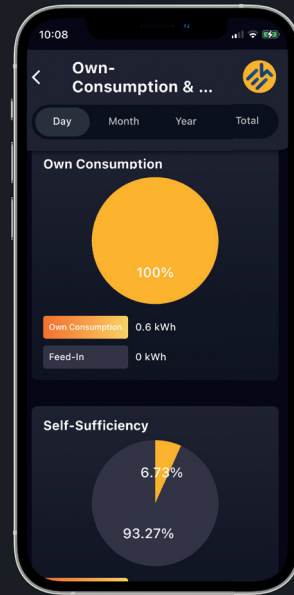 10:08
Own-
Consumption & ...
Day Month Year Total
Own Consumption
100%
Own Consumption 0.6 kWh
Feed-In 0 kWh
Self-Sufficiency
6.73%
93.27%